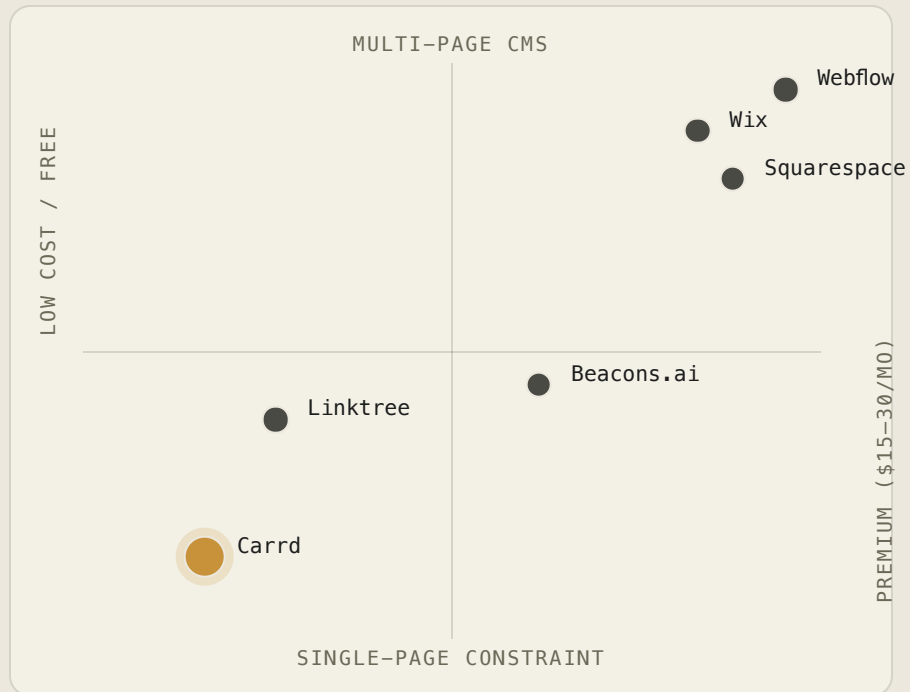 MULTI–PAGE CMS
Webflow
Wix
Squarespace
LOW COST / FREE
Beacons.ai
Linktree
PREMIUM ($15–30/MO)
Carrd
SINGLE–PAGE CONSTRAINT